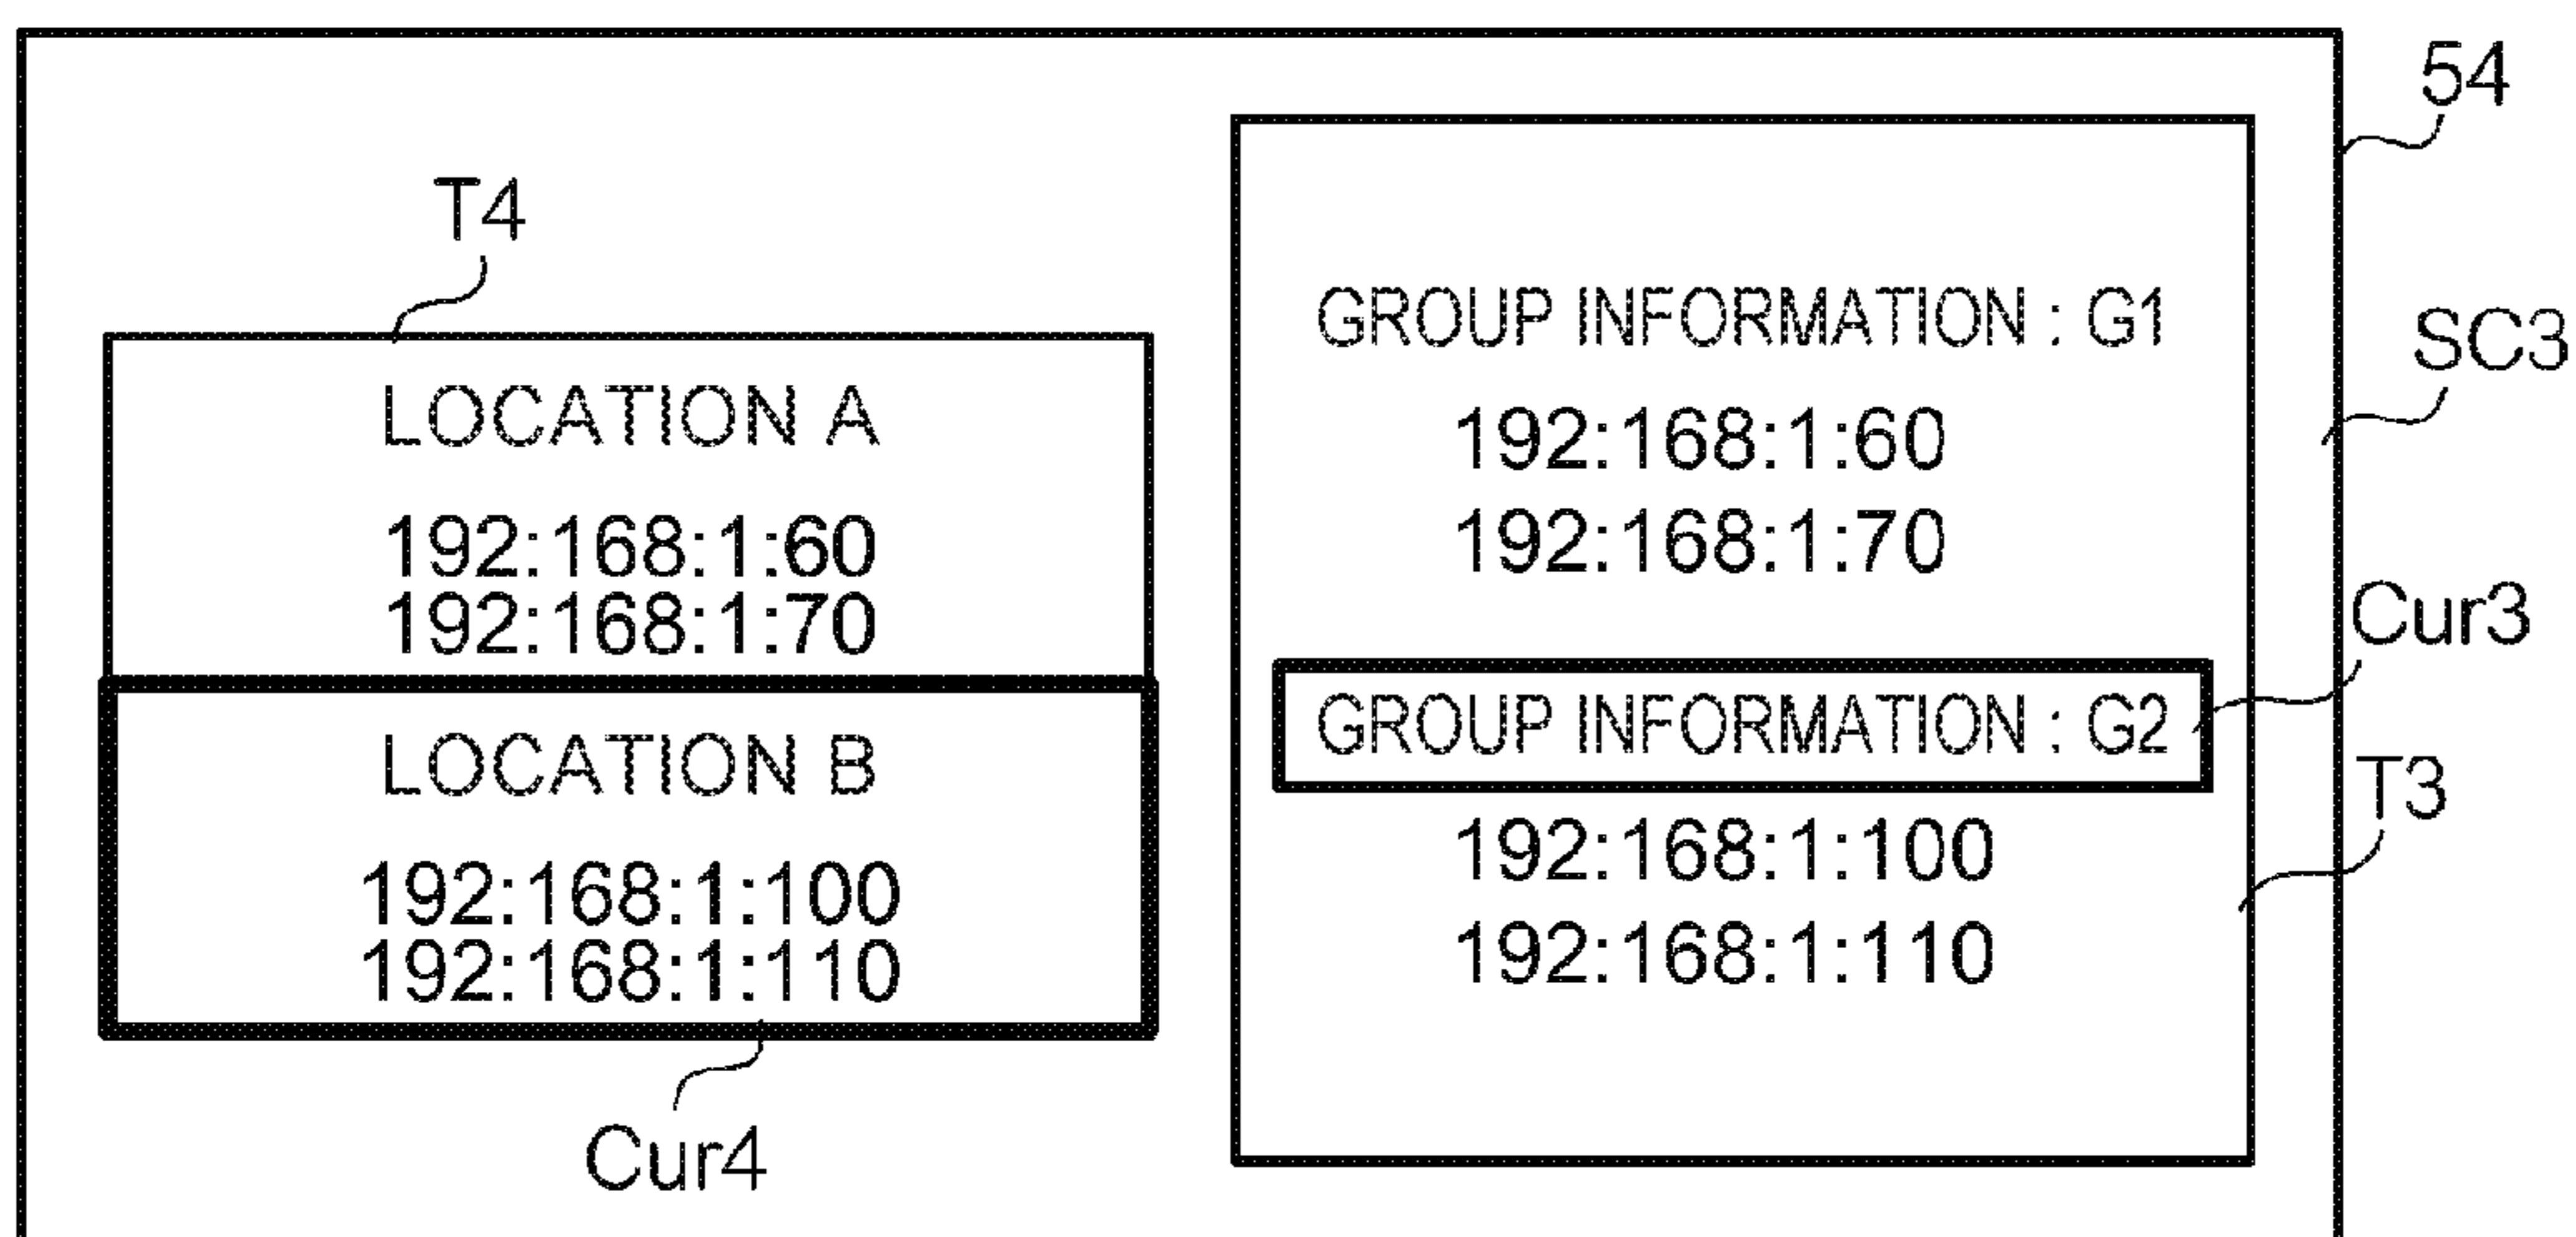 54
T4
SC3
LOCATION A
192:168:1:60
192:168:1:70
LOCATION B
192:168:1:100
192:168:1:110
Cur4
GROUP INFORMATION : G1
192:168:1:60
192:168:1:70
GROUP INFORMATION : G2
192:168:1:100
192:168:1:110
Cur3
T3